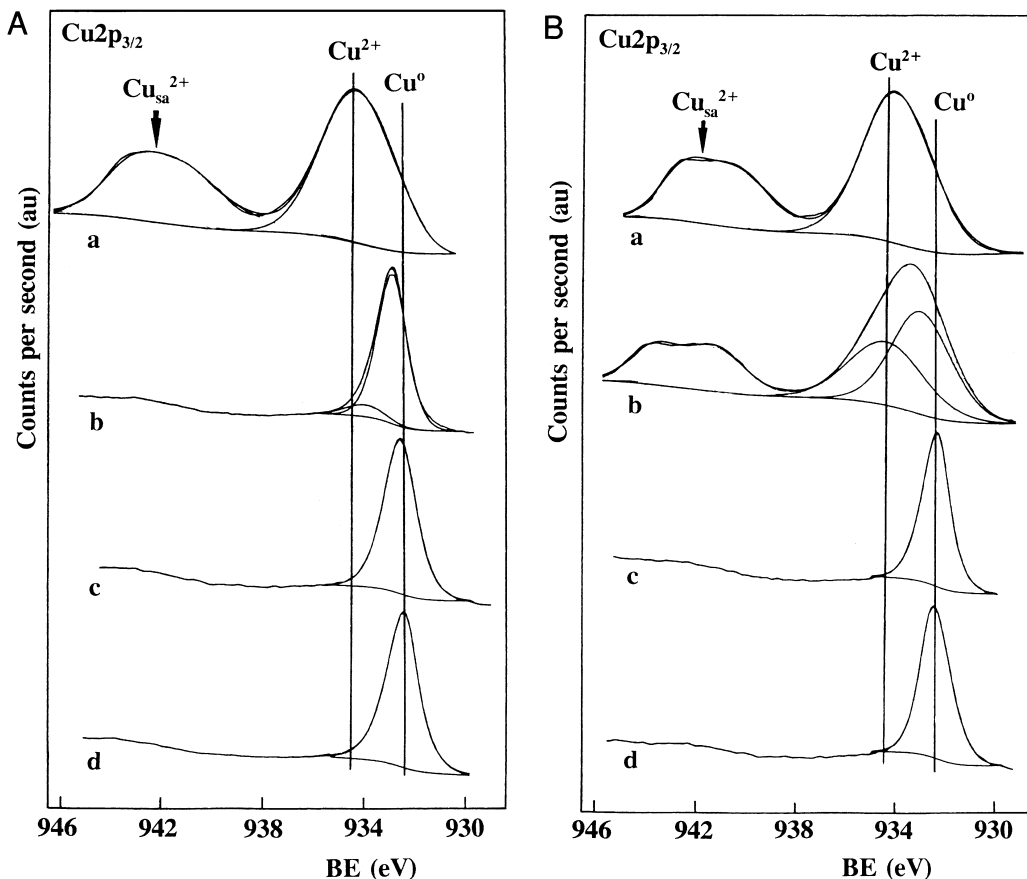 A
Cu2p3/2
Cu2+
Cuo
Cusa2+
a
b
c
d
Counts per second (au)
946 942 938 934 930
BE (eV)
B
Cu2p3/2
Cu2+
Cuo
Cusa2+
a
b
c
d
Counts per second (au)
946 942 938 934 930
BE (eV)